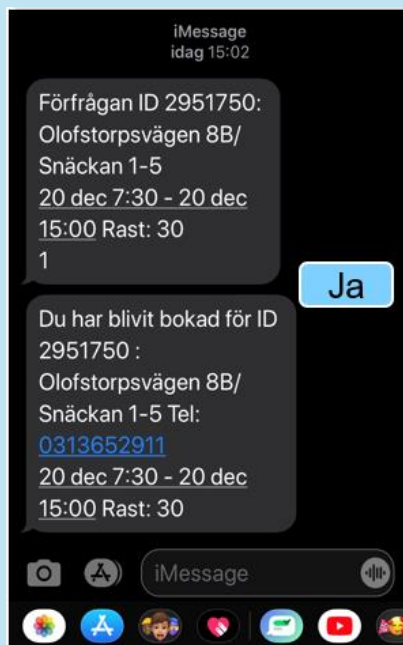 iMessage
idag 15:02
Förfrågan ID 2951750:
Olofstorpsvägen 8B/
Snäckan 1-5
20 dec 7:30 - 20 dec
15:00 Rast: 30
1
Ja
Du har blivit bokad för ID
2951750 :
Olofstorpsvägen 8B/
Snäckan 1-5 Tel:
0313652911
20 dec 7:30 - 20 dec
15:00 Rast: 30
iMessage